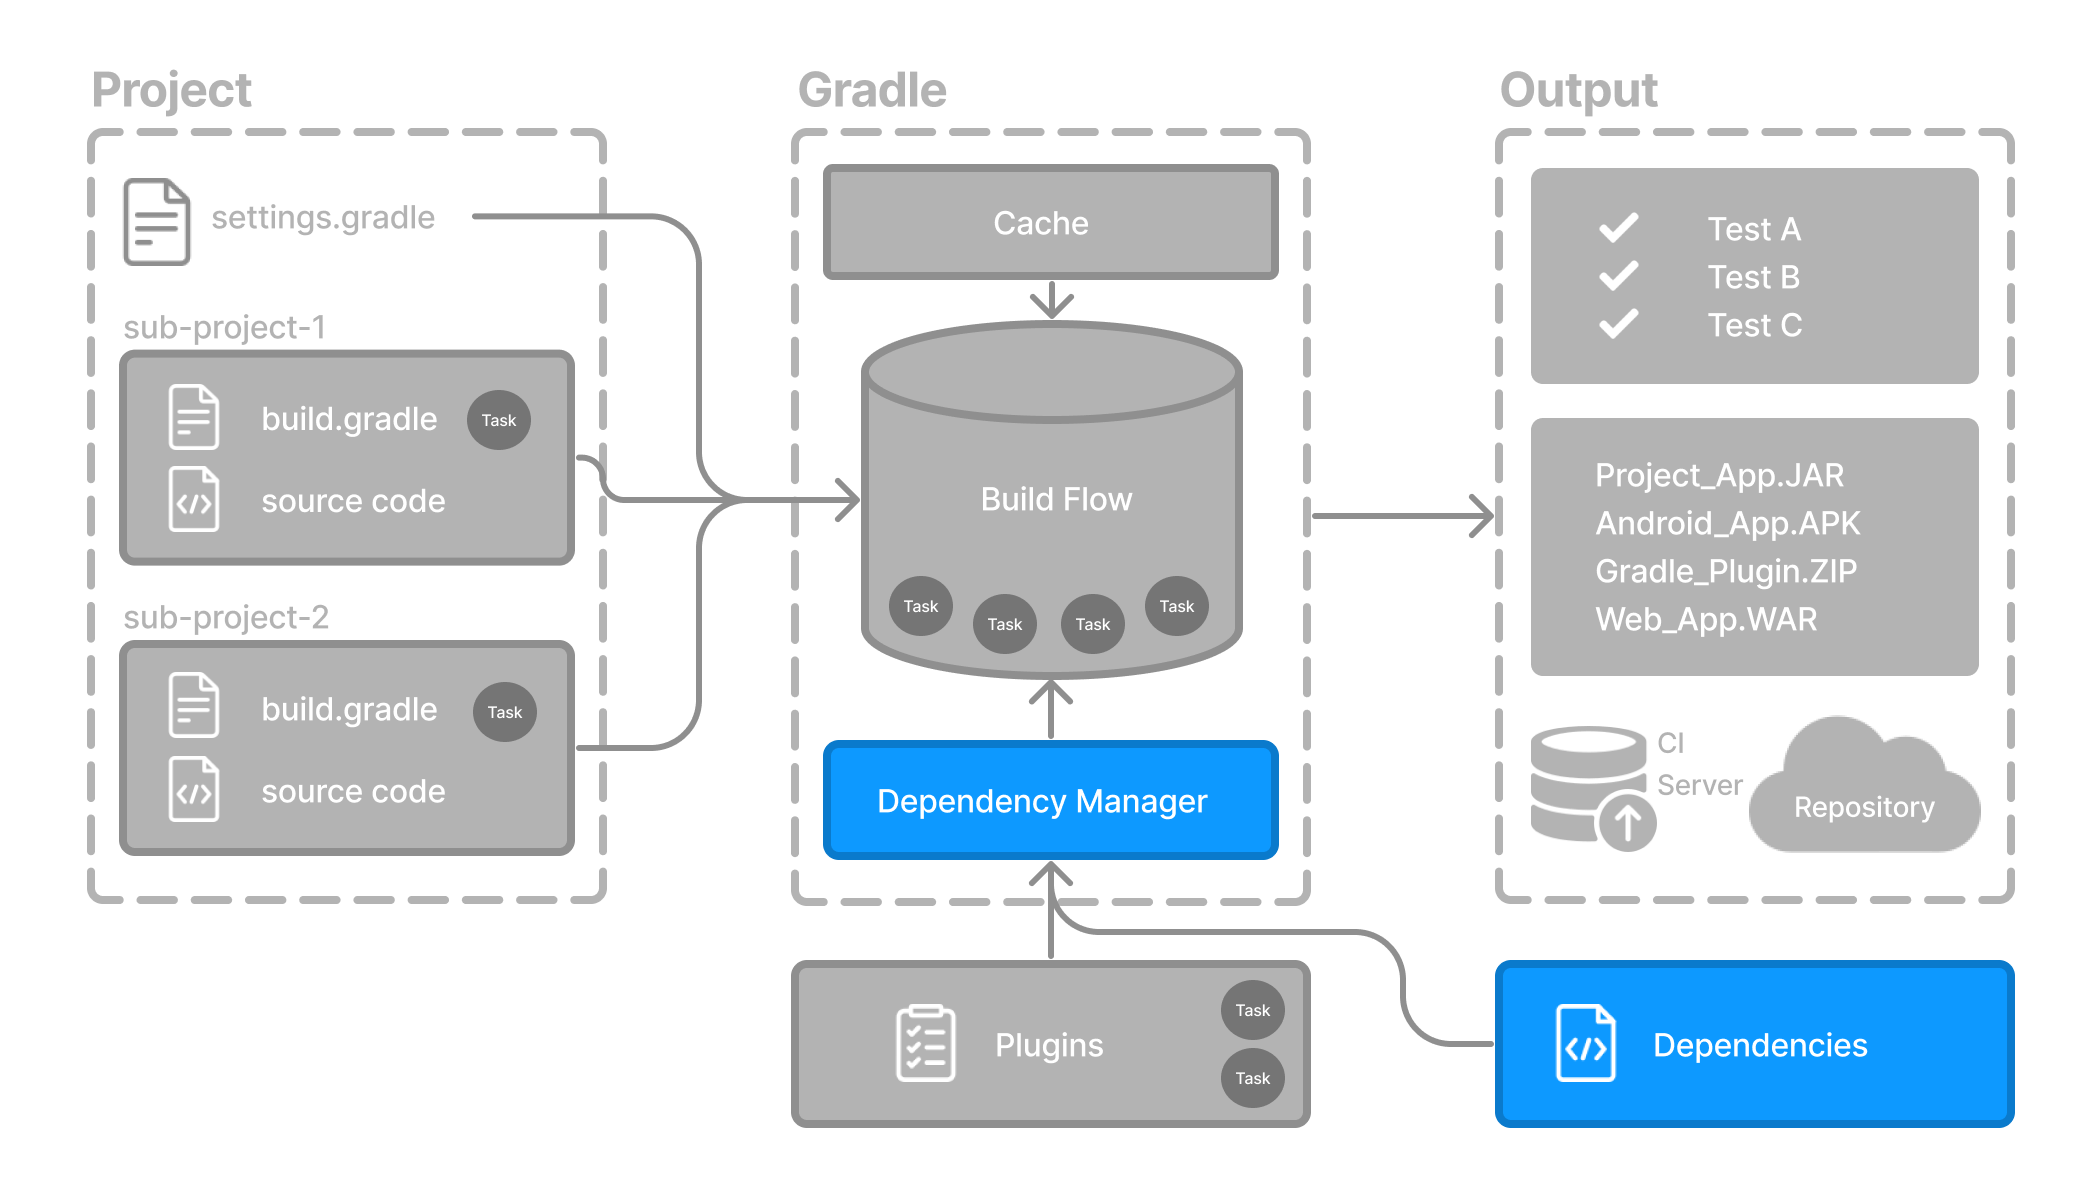 Project
settings.gradle
sub-project-1
build.gradle
Task
source code
sub-project-2
build.gradle
Task
source code
Gradle
Cache
Build Flow
Task
Task
Task
Task
Dependency Manager
Plugins
Task
Task
Output
Test A
Test B
Test C
Project_App.JAR
Android_App.APK
Gradle_Plugin.ZIP
Web_App.WAR
CI
Server
Repository
Dependencies